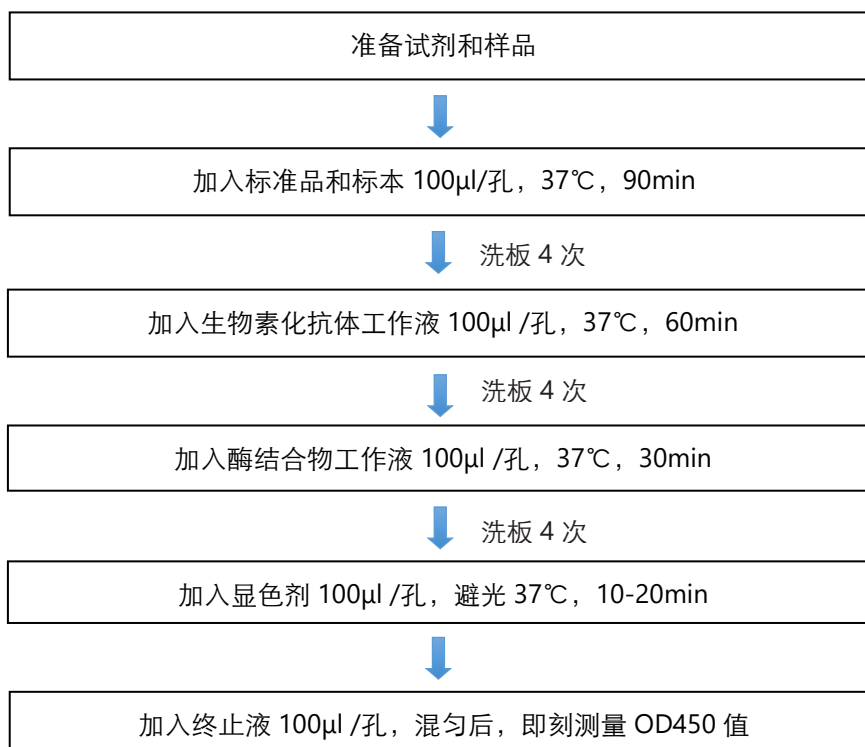 准备试剂和样品
加入标准品和标本 100μl/孔，37℃，90min
洗板 4 次
加入生物素化抗体工作液 100μl /孔，37℃，60min
洗板 4 次
加入酶结合物工作液 100μl /孔，37℃，30min
洗板 4 次
加入显色剂 100μl /孔，避光 37℃，10-20min
加入终止液 100μl /孔，混匀后，即刻测量 OD450 值